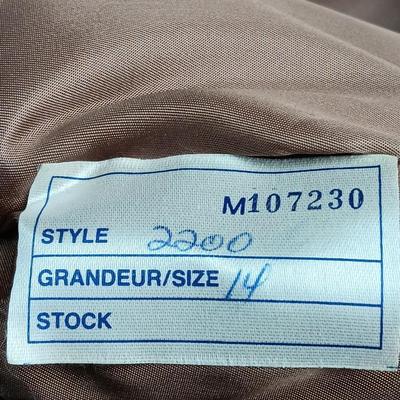 M107230
STYLE 2200
GRANDEUR/SIZE 14
STOCK